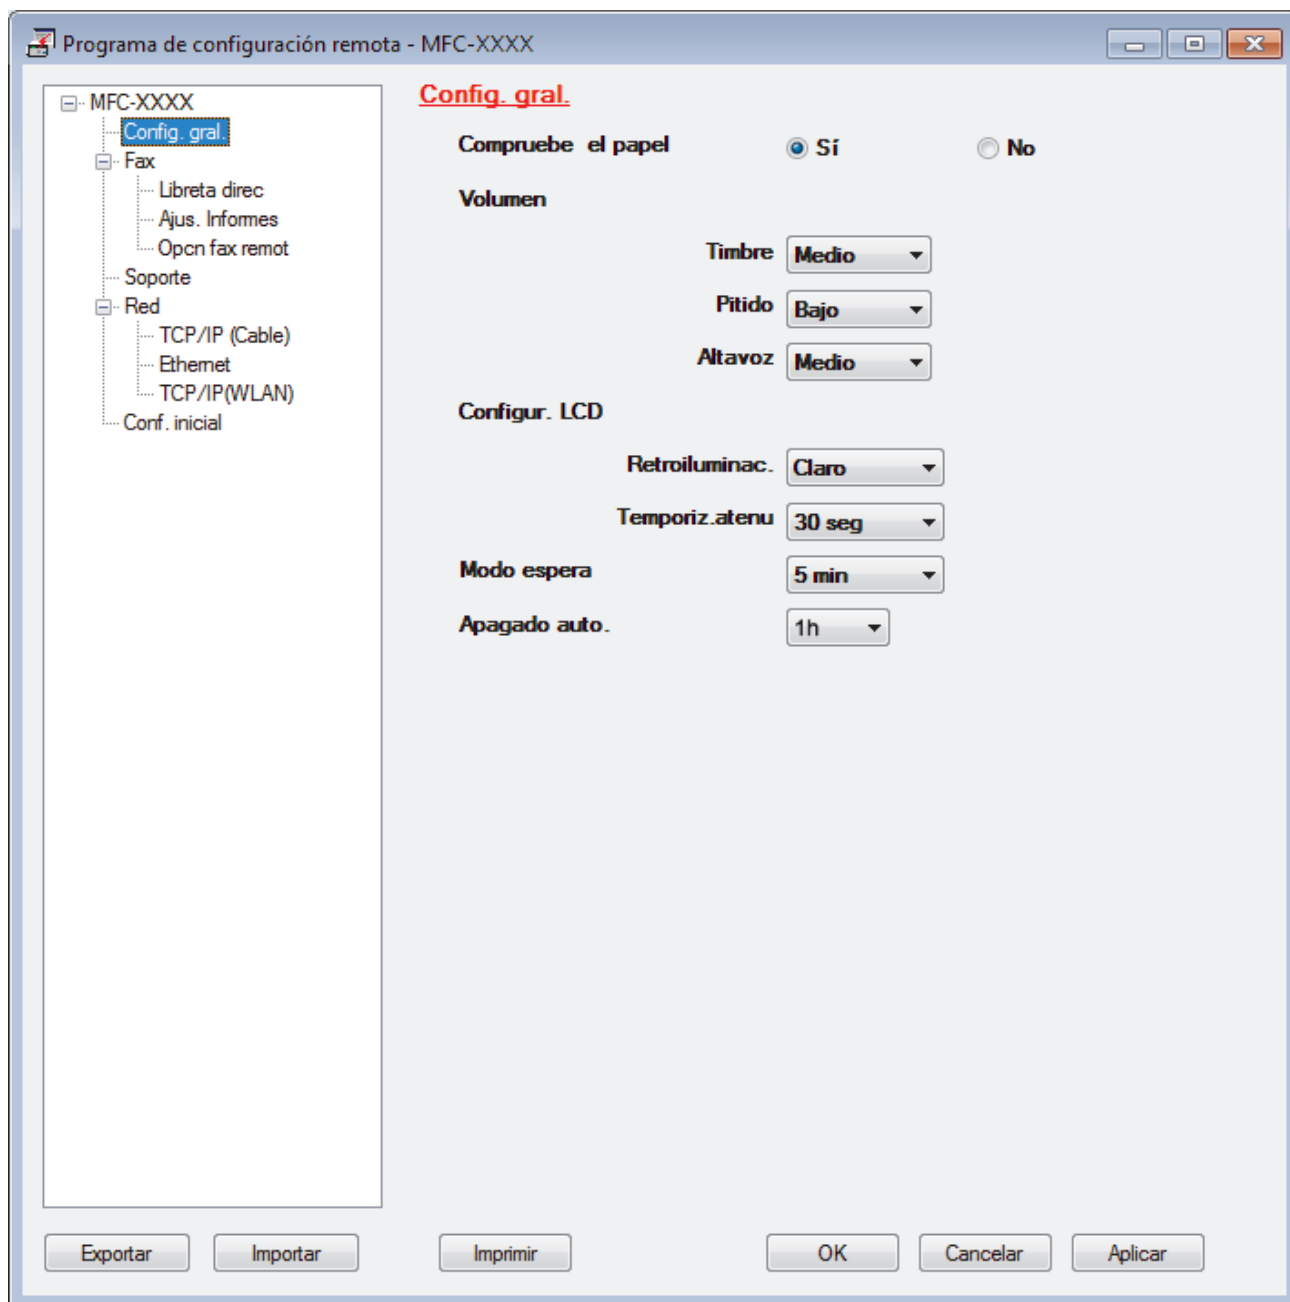 Programa de configuración remota - MFC-XXXX
MFC-XXXX
Config. gral.
Fax
Libreta direc
Ajus. Informes
Opcn fax remot
Soporte
Red
TCP/IP (Cable)
Ethernet
TCP/IP(WLAN)
Conf. inicial
Config. gral.
Compruebe el papel Sí No
Volumen
Timbre Medio
Pitido Bajo
Altavoz Medio
Configur. LCD
Retroiluminac. Claro
Temporiz.atenu 30 seg
Modo espera 5 min
Apagado auto. 1h
Exportar Importar Imprimir OK Cancelar Aplicar